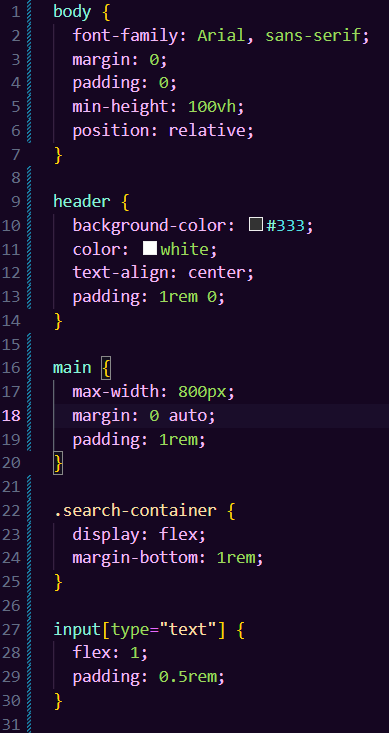 1 body {
2   font-family: Arial, sans-serif;
3   margin: 0;
4   padding: 0;
5   min-height: 100vh;
6   position: relative;
7 }
8
9 header {
10   background-color: #333;
11   color: white;
12   text-align: center;
13   padding: 1rem 0;
14 }
15
16 main {
17   max-width: 800px;
18   margin: 0 auto;
19   padding: 1rem;
20 }
21
22 .search-container {
23   display: flex;
24   margin-bottom: 1rem;
25 }
26
27 input[type="text"] {
28   flex: 1;
29   padding: 0.5rem;
30 }
31